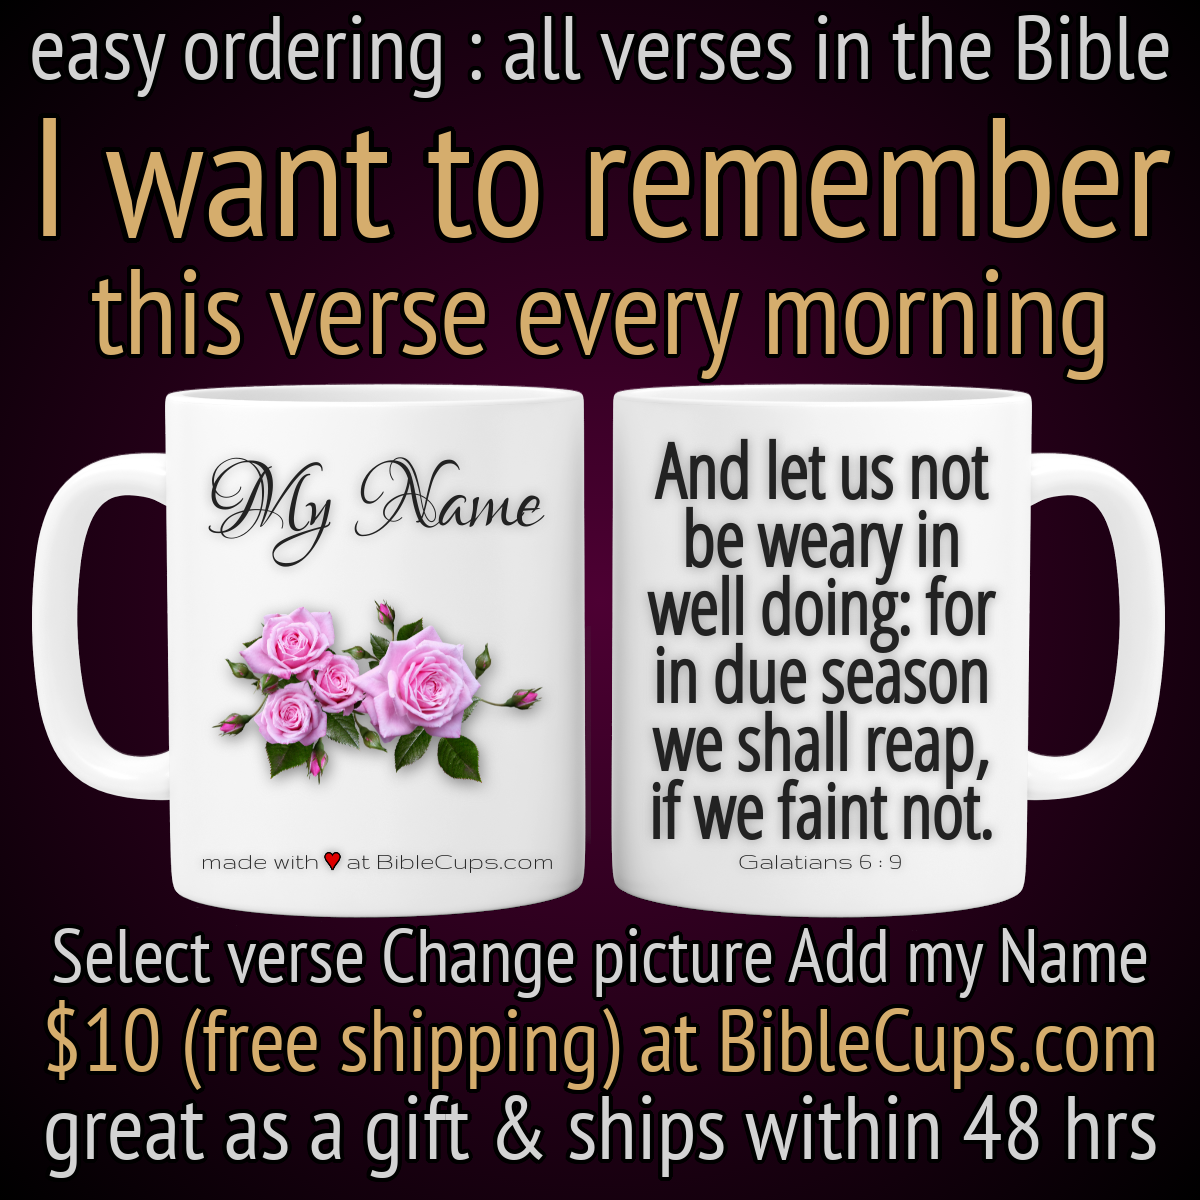 easy ordering : all verses in the Bible
I want to remember
this verse every morning
My Name
made with at BibleCups.com
And let us not
be weary in
well doing: for
in due season
we shall reap,
if we faint not.
Galatians 6 : 9
Select verse Change picture Add my Name
$10 (free shipping) at BibleCups.com
great as a gift & ships within 48 hrs